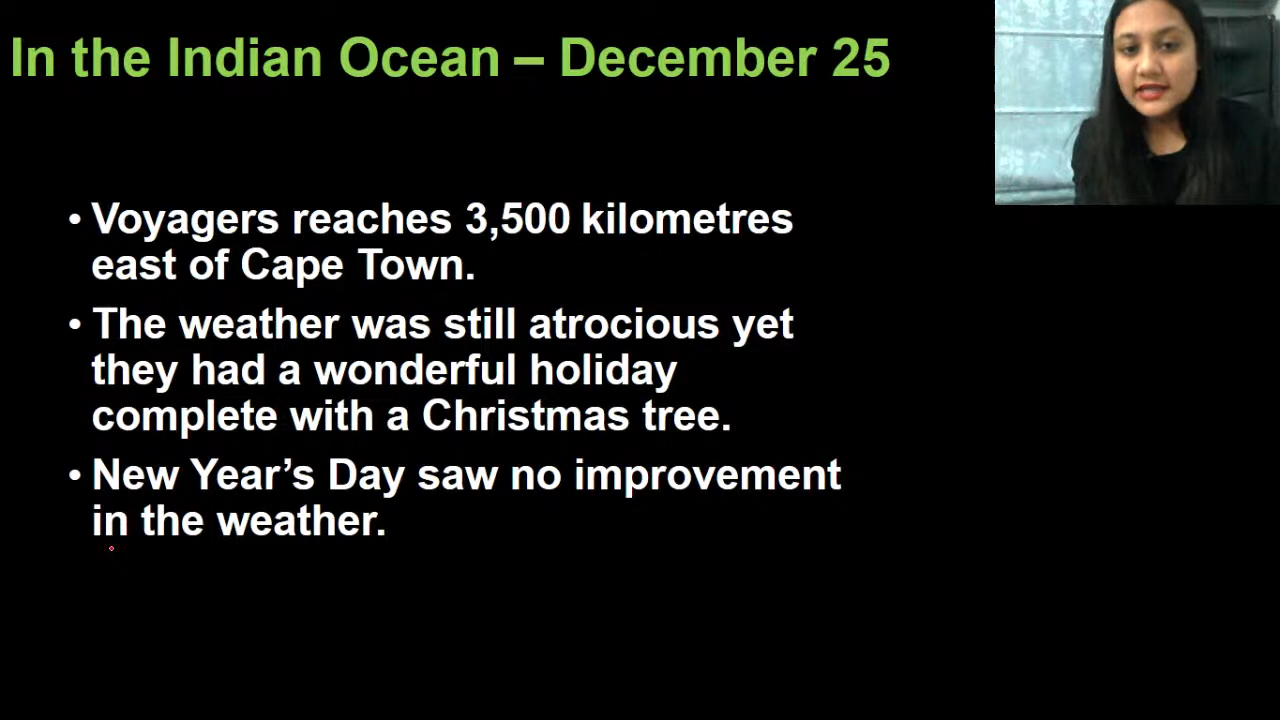 In the Indian Ocean – December 25
• Voyagers reaches 3,500 kilometres
east of Cape Town.
• The weather was still atrocious yet
they had a wonderful holiday
complete with a Christmas tree.
• New Year’s Day saw no improvement
in the weather.